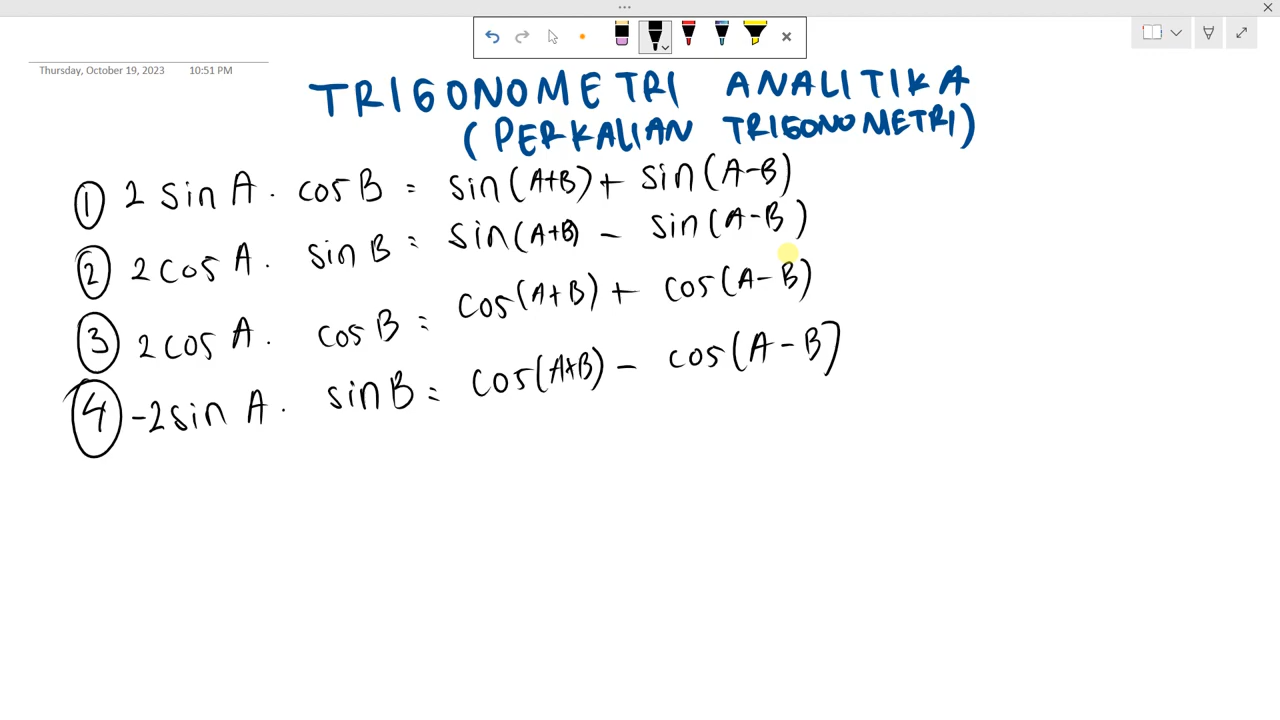 Thursday, October 19, 2023 10:51 PM
TRIGONOMETRI ANALITIKA
(PERKALIAN TRIGONOMETRI)
① 2 sin A . cos B = sin(A+B) + sin(A-B)
② 2 cos A . sin B = sin(A+B) - sin(A-B)
③ 2 cos A . cos B = cos(A+B) + cos(A-B)
④ -2 sin A . sin B = cos(A+B) - cos(A-B)